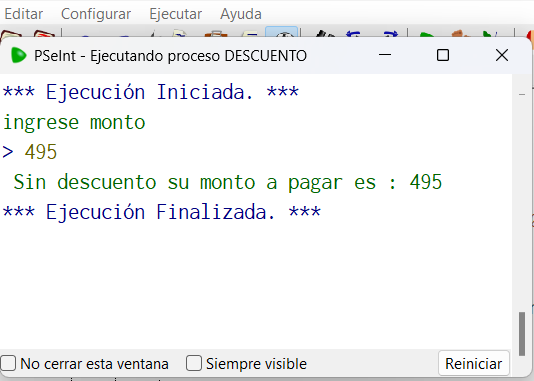 Editar Configurar Ejecutar Ayuda
PSeInt - Ejecutando proceso DESCUENTO
*** Ejecución Iniciada. ***
ingrese monto
> 495
Sin descuento su monto a pagar es : 495
*** Ejecución Finalizada. ***
No cerrar esta ventana Siempre visible Reiniciar